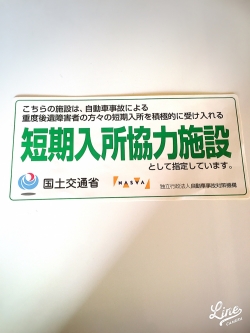 こちらの施設は、自動車事故による
重度後遺障害者の方々の短期入所を積極的に受け入れる
短期入所協力施設
として指定しています。
国土交通省 NASVA 独立行政法人自動車事故対策機構
Line
camera